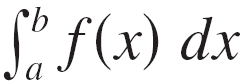 ∫_a^b f(x) dx